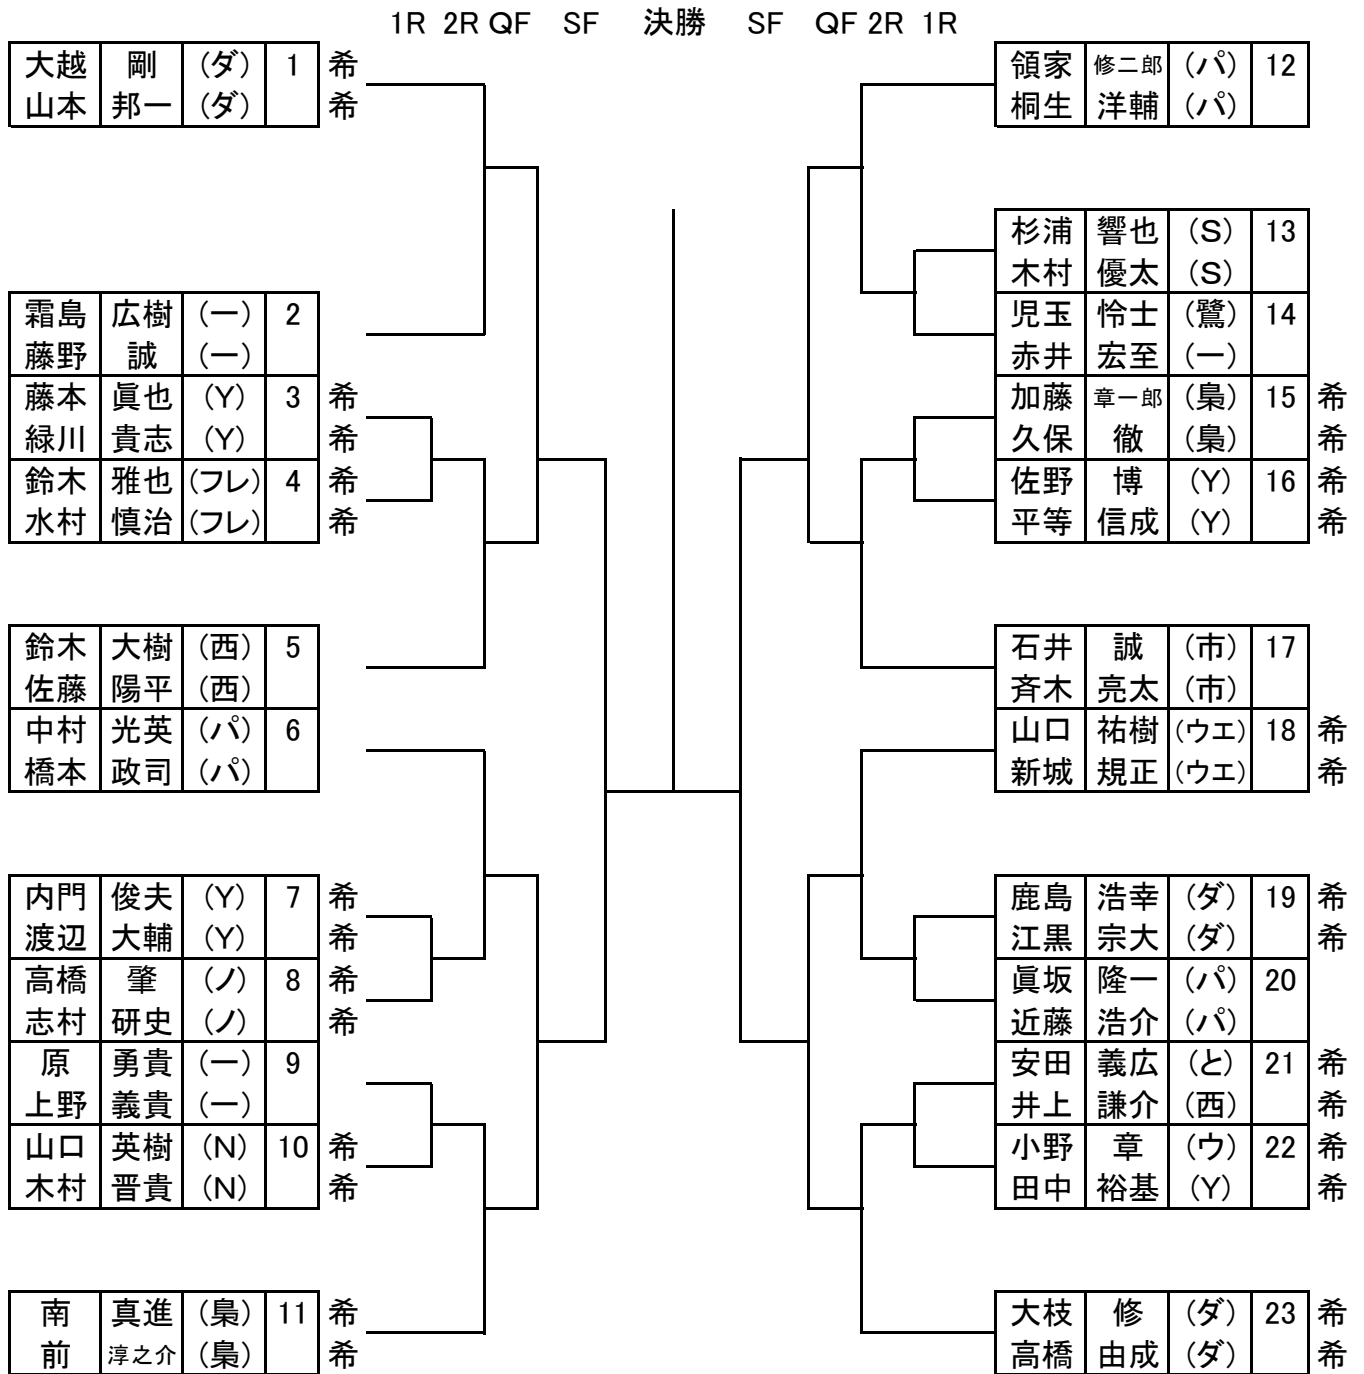 1R 2R QF SF 決勝 SF QF 2R 1R
大越 剛 (ダ) 1 希
山本 邦一 (ダ) 希
霜島 広樹 (一) 2
藤野 誠 (一)
藤本 眞也 (Y) 3 希
緑川 貴志 (Y) 希
鈴木 雅也 (フレ) 4 希
水村 慎治 (フレ) 希
鈴木 大樹 (西) 5
佐藤 陽平 (西)
中村 光英 (パ) 6
橋本 政司 (パ)
内門 俊夫 (Y) 7 希
渡辺 大輔 (Y) 希
高橋 肇 (ノ) 8 希
志村 研史 (ノ) 希
原 勇貴 (一) 9
上野 義貴 (一)
山口 英樹 (N) 10 希
木村 晋貴 (N) 希
南 真進 (梟) 11 希
前 淳之介 (梟) 希
領家 修二郎 (パ) 12
桐生 洋輔 (パ)
杉浦 響也 (S) 13
木村 優太 (S)
児玉 怜士 (鷺) 14
赤井 宏至 (一)
加藤 章一郎 (梟) 15 希
久保 徹 (梟) 希
佐野 博 (Y) 16 希
平等 信成 (Y) 希
石井 誠 (市) 17
斉木 亮太 (市)
山口 祐樹 (ウエ) 18 希
新城 規正 (ウエ) 希
鹿島 浩幸 (ダ) 19 希
江黒 宗大 (ダ) 希
眞坂 隆一 (パ) 20
近藤 浩介 (パ)
安田 義広 (と) 21 希
井上 謙介 (西) 希
小野 章 (ウ) 22 希
田中 裕基 (Y) 希
大枝 修 (ダ) 23 希
高橋 由成 (ダ) 希